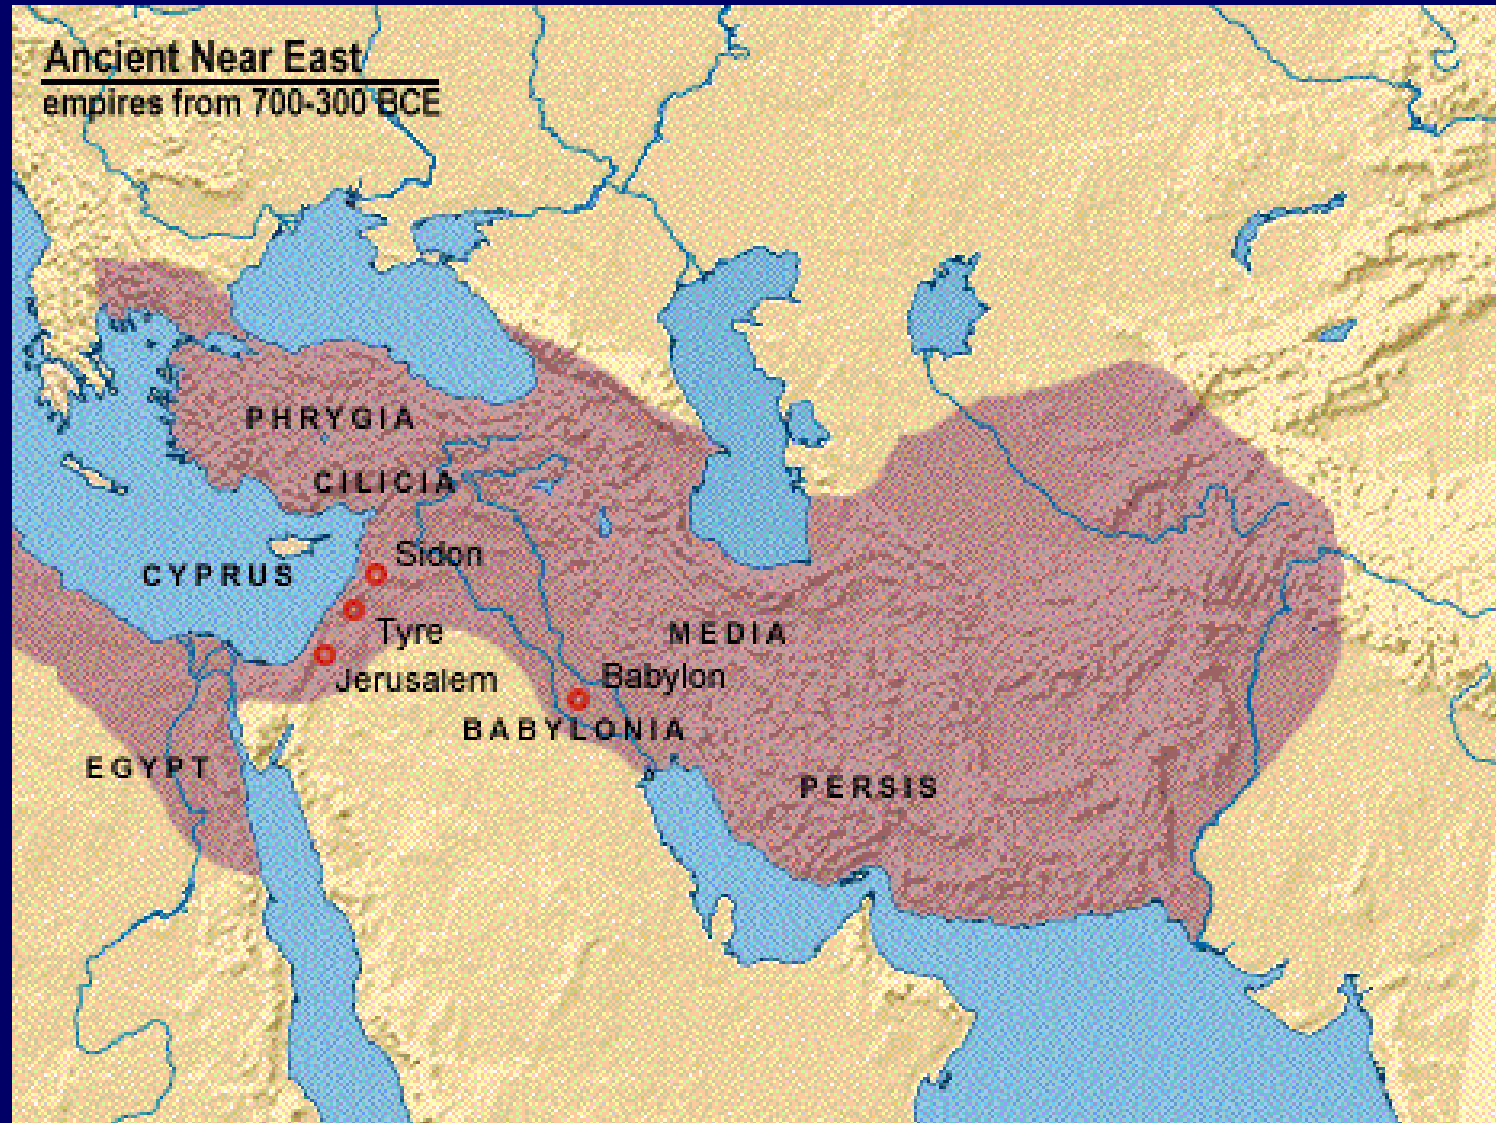 Ancient Near East
empires from 700-300 BCE
PHRYGIA
CILICIA
Sidon
CYPRUS
Tyre
MEDIA
Jerusalem
Babylon
BABYLONIA
EGYPT
PERSIS